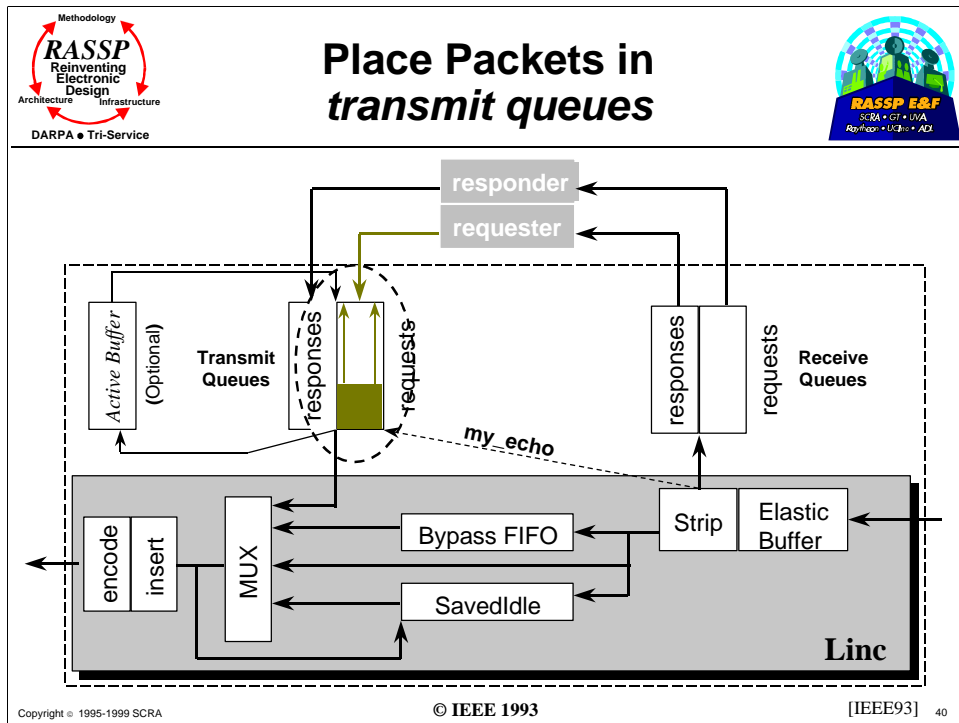 Methodology
RASSP
Reinventing
Electronic
Design
Architecture
Infrastructure
DARPA ● Tri-Service
Place Packets in
transmit queues
RASSP E&F
SCRA • GT • UVA
Raytheon • UCinc • ADL
responder
requester
Active Buffer
(Optional)
Transmit
Queues
responses
requests
responses
requests
Receive
Queues
my_echo
encode
insert
MUX
Bypass FIFO
SavedIdle
Strip
Elastic
Buffer
Linc
Copyright © 1995-1999 SCRA
© IEEE 1993
[IEEE93]
40